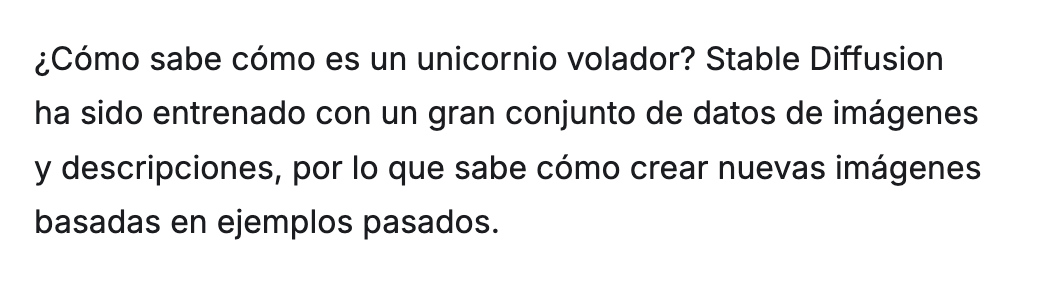 ¿Cómo sabe cómo es un unicornio volador? Stable Diffusion
ha sido entrenado con un gran conjunto de datos de imágenes
y descripciones, por lo que sabe cómo crear nuevas imágenes
basadas en ejemplos pasados.